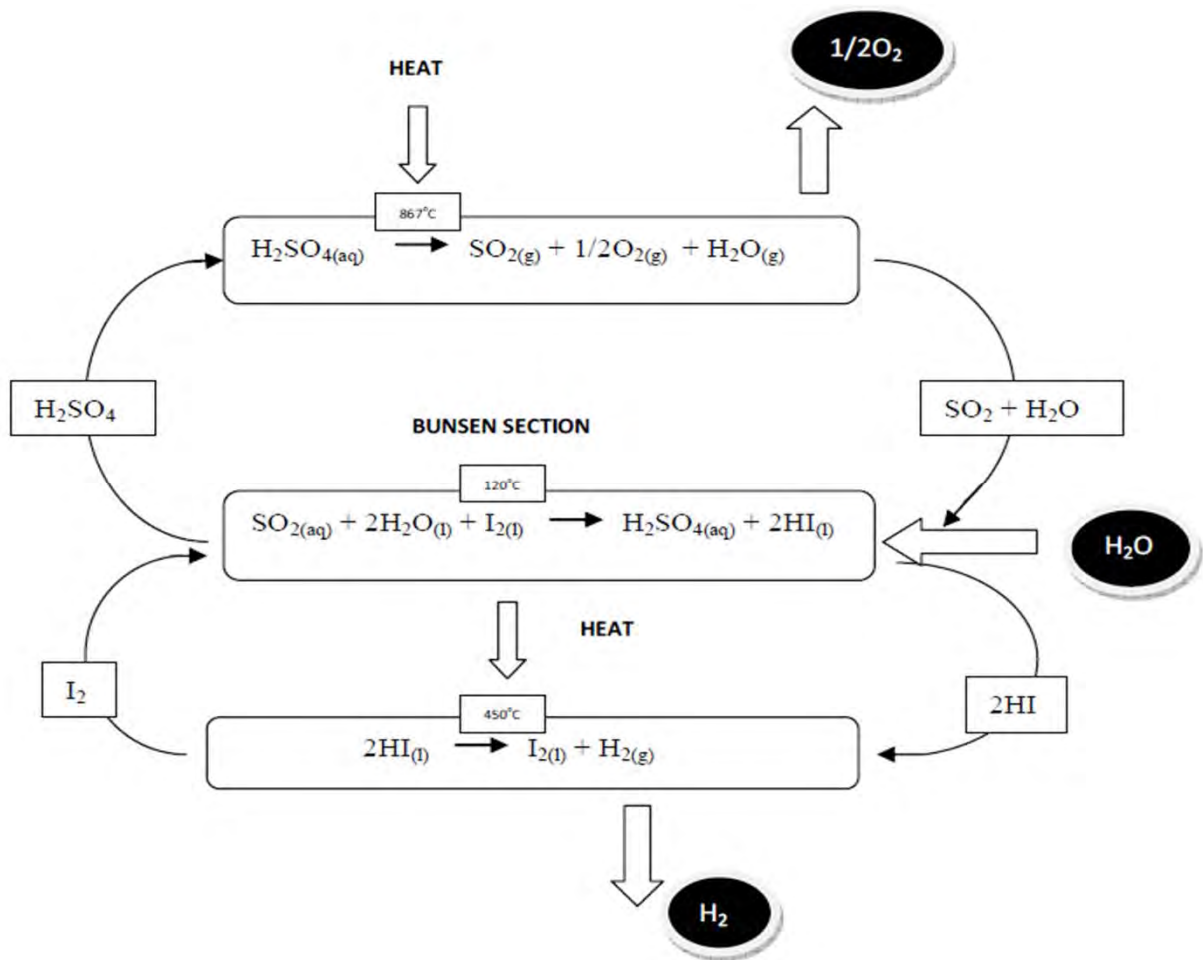 1/2O₂
HEAT
867°C
H₂SO₄(aq) → SO₂(g) + 1/2O₂(g) + H₂O(g)
H₂SO₄
SO₂ + H₂O
BUNSEN SECTION
120°C
SO₂(aq) + 2H₂O(l) + I₂(l) → H₂SO₄(aq) + 2HI(l)
H₂O
HEAT
I₂
2HI
450°C
2HI(l) → I₂(l) + H₂(g)
H₂